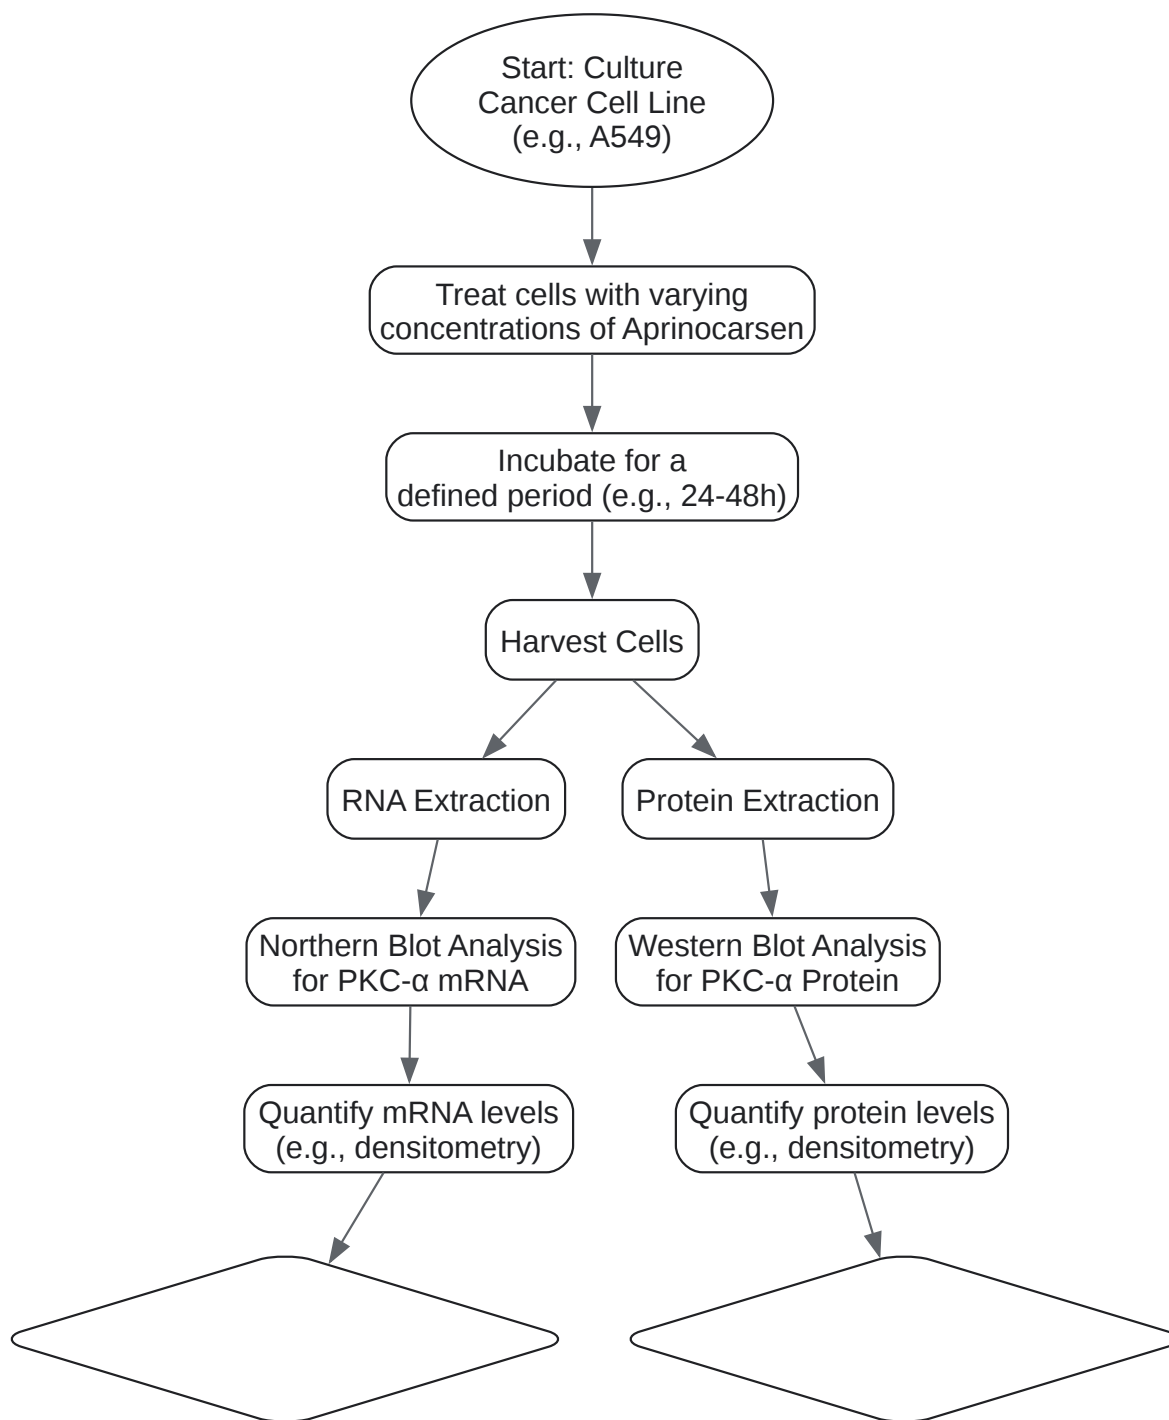 Start: Culture
Cancer Cell Line
(e.g., A549)
Treat cells with varying
concentrations of Aprinocarsen
Incubate for a
defined period (e.g., 24-48h)
Harvest Cells
RNA Extraction
Protein Extraction
Northern Blot Analysis
for PKC-α mRNA
Western Blot Analysis
for PKC-α Protein
Quantify mRNA levels
(e.g., densitometry)
Quantify protein levels
(e.g., densitometry)